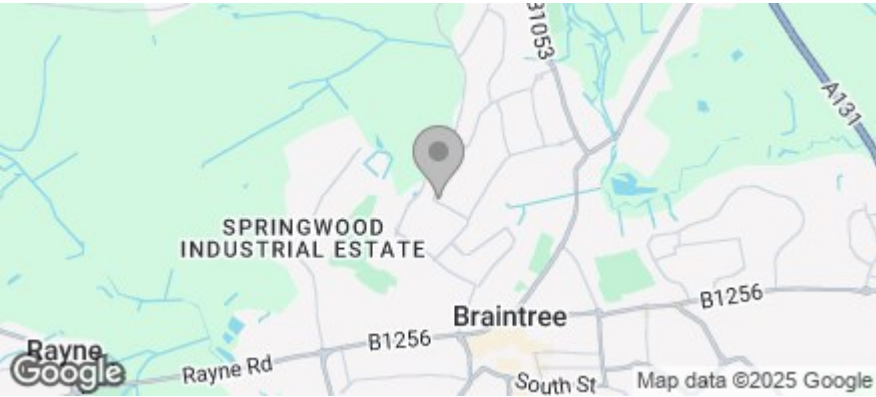 B1053
A131
SPRINGWOOD
INDUSTRIAL ESTATE
B1256
Braintree
B1256
Rayne
Rayne Rd
Google
South St
Map data ©2025 Google